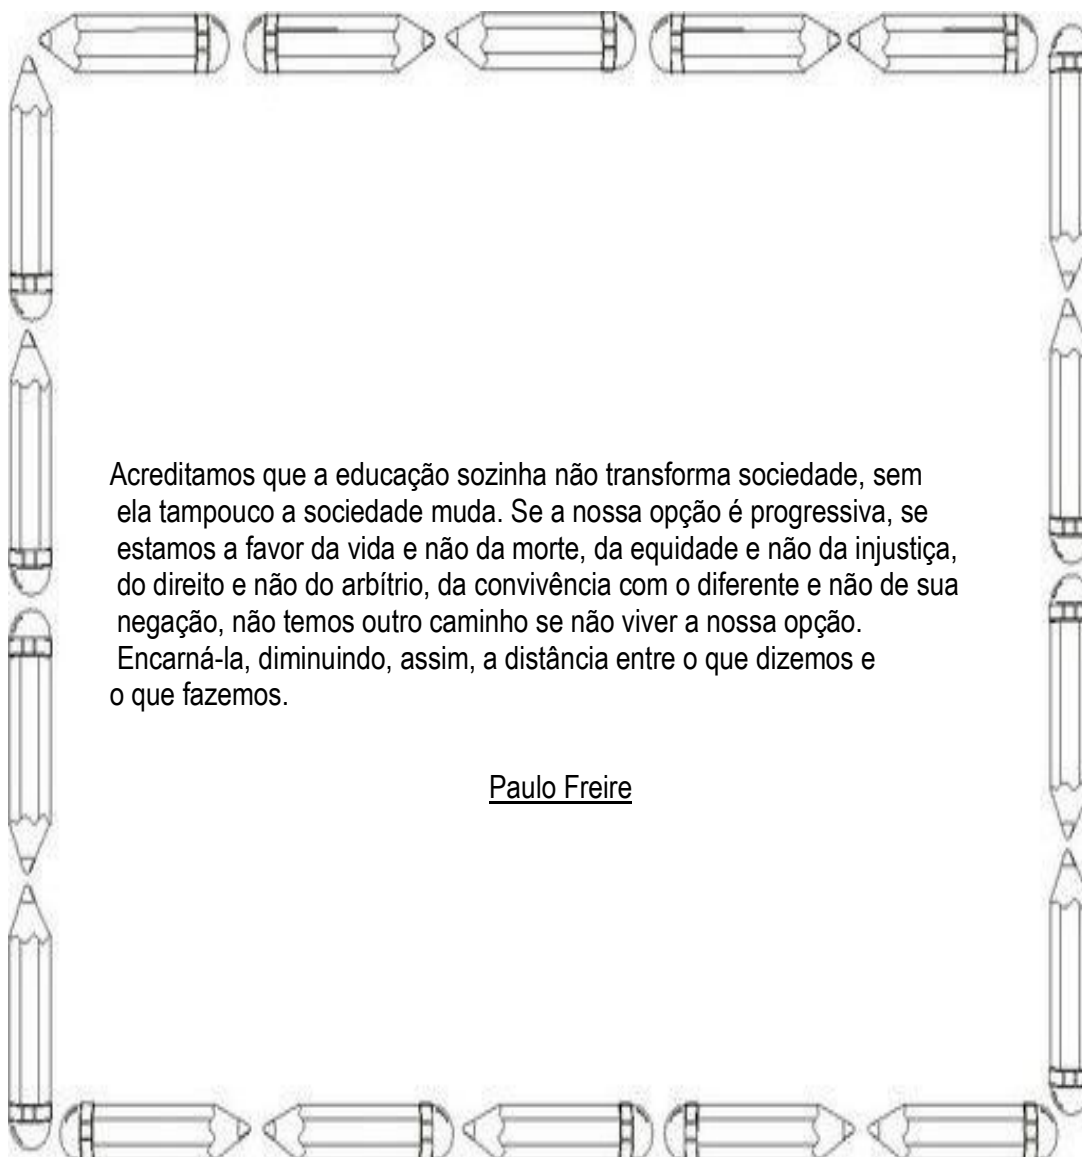 Acreditamos que a educação sozinha não transforma sociedade, sem
ela tampouco a sociedade muda. Se a nossa opção é progressiva, se
estamos a favor da vida e não da morte, da equidade e não da injustiça,
do direito e não do arbítrio, da convivência com o diferente e não de sua
negação, não temos outro caminho se não viver a nossa opção.
Encarná-la, diminuindo, assim, a distância entre o que dizemos e
o que fazemos.
Paulo Freire